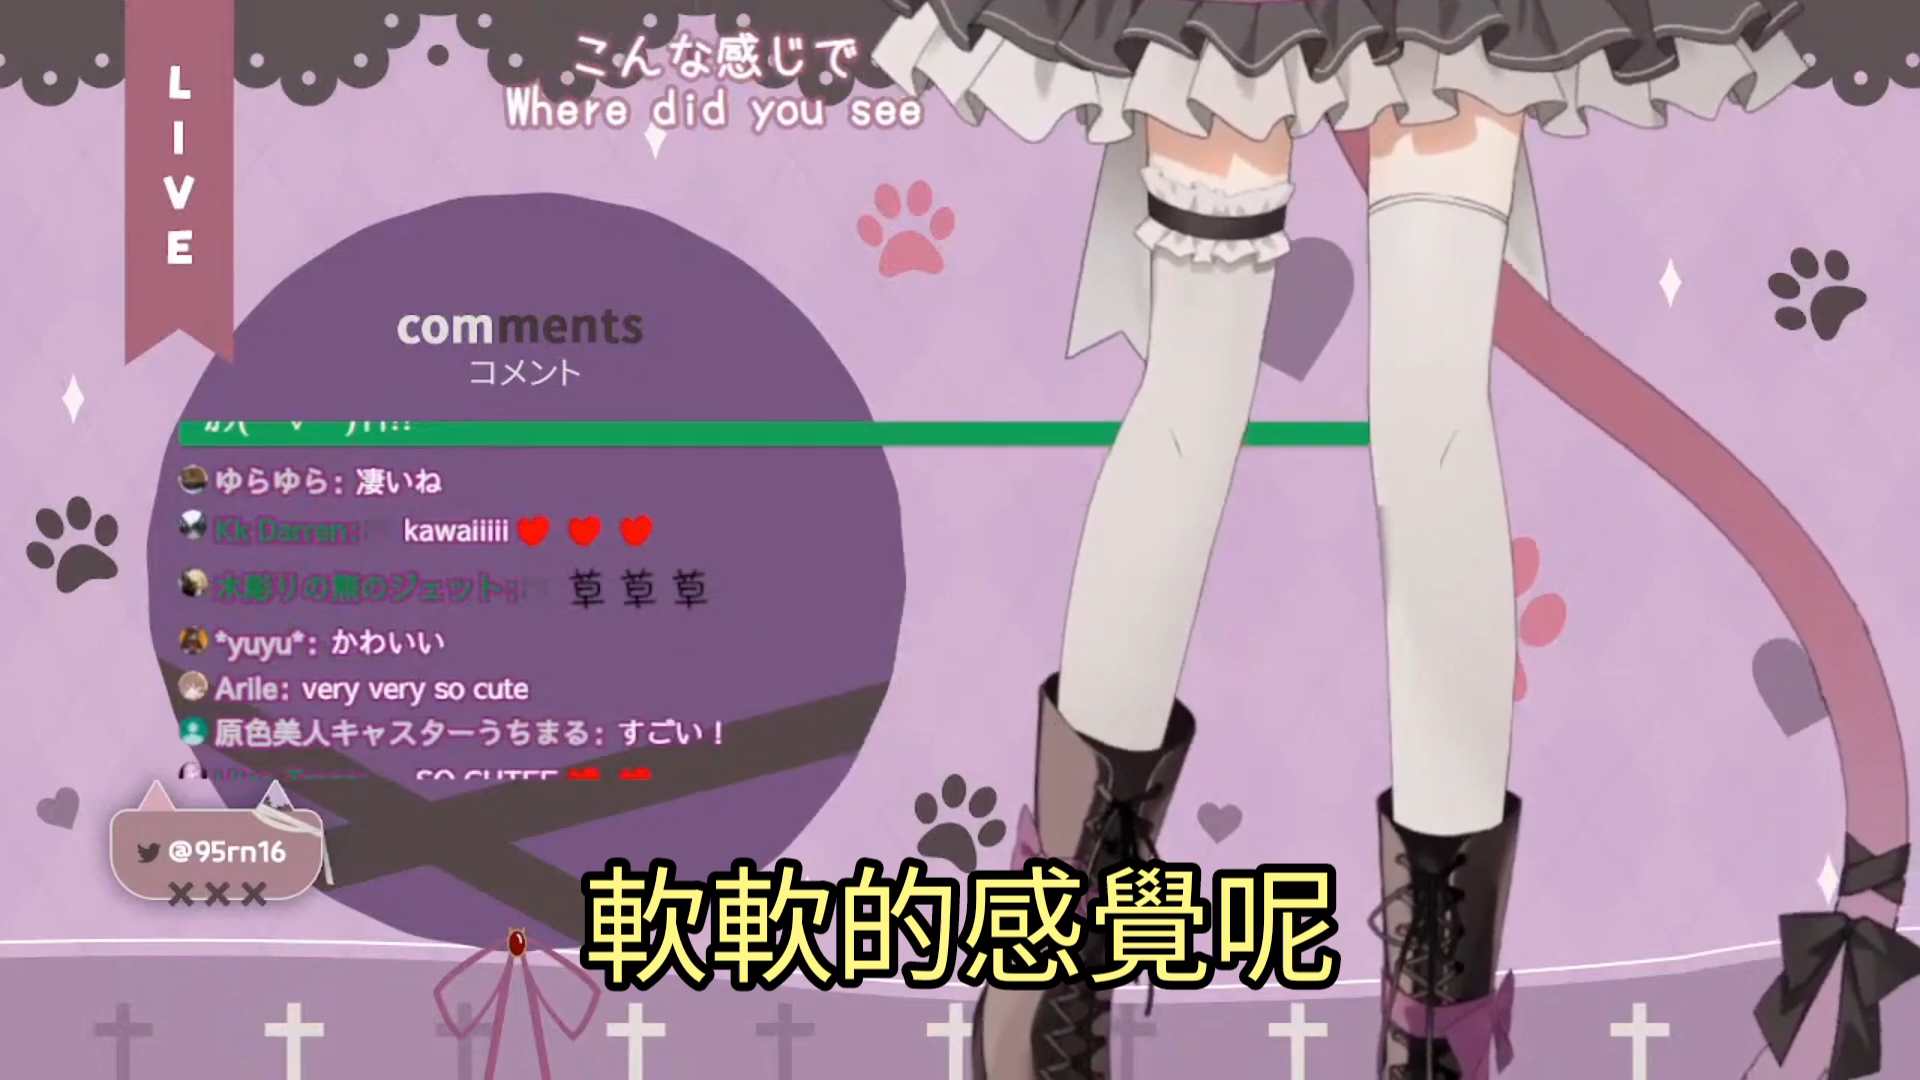 LIVE
こんな感じで
Where did you see
comments
コメント
ゆらゆら: 凄いね
Kk Darren: kawaiiiii
木彫りの熊のジェット: 草 草 草
*yuyu*: かわいい
Arile: very very so cute
原色美人キャスターうちまる: すごい！
SO CUTEE
@95rn16
軟軟的感覺呢